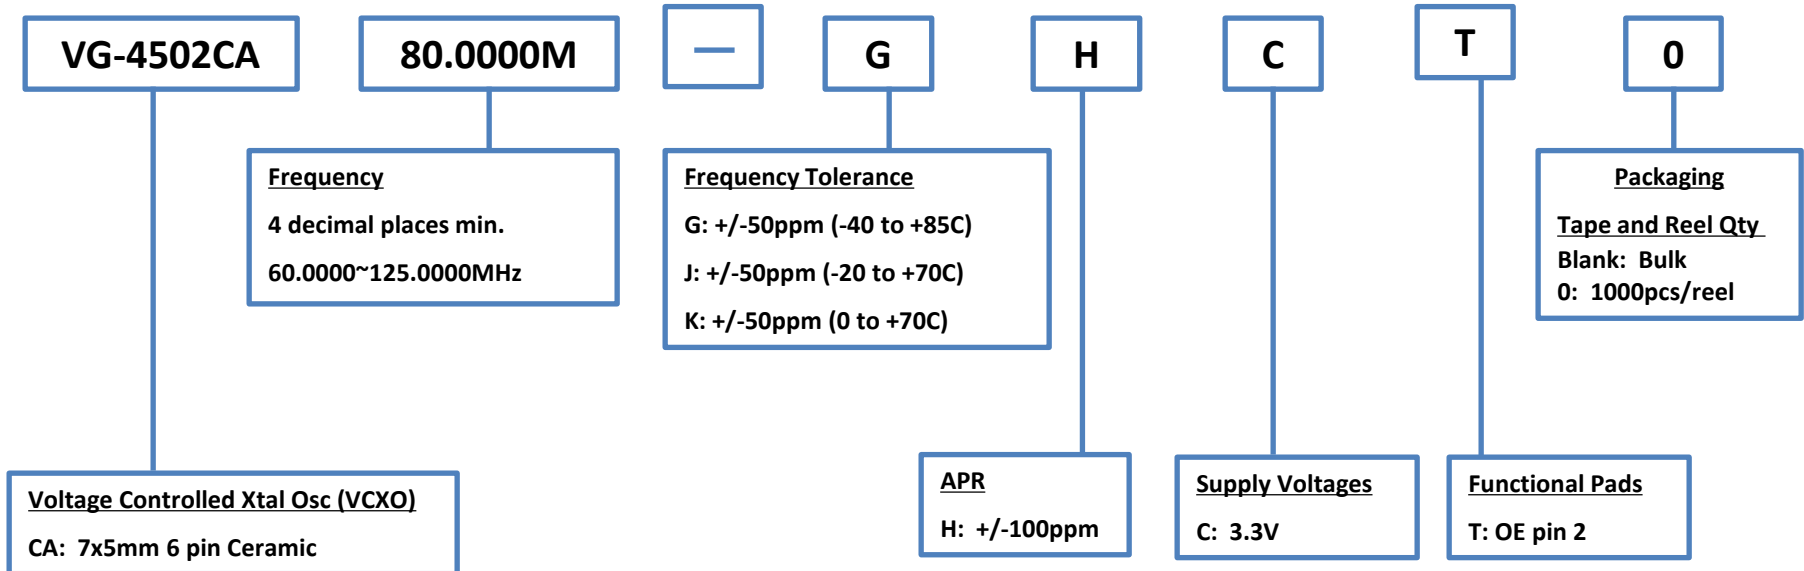 VG-4502CA 80.0000M — G H C T 0
Frequency
4 decimal places min.
60.0000~125.0000MHz
Frequency Tolerance
G: +/-50ppm (-40 to +85C)
J: +/-50ppm (-20 to +70C)
K: +/-50ppm (0 to +70C)
Packaging
Tape and Reel Qty
Blank: Bulk
0: 1000pcs/reel
Voltage Controlled Xtal Osc (VCXO)
CA: 7x5mm 6 pin Ceramic
APR
H: +/-100ppm
Supply Voltages
C: 3.3V
Functional Pads
T: OE pin 2